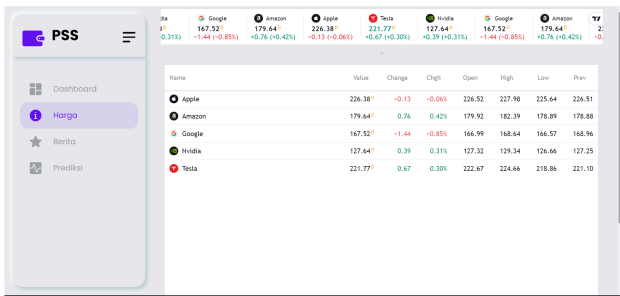 PSS
Dashboard
Harga
Berita
Prediksi
dia Google Amazon Apple Tesla Nvidia Google Amazon
167.52 D 179.64 D 226.38 D 221.77 D 127.64 D 167.52 D 179.64 D
0.31%) −1.44 (−0.85%) +0.76 (+0.42%) −0.13 (−0.06%) +0.67 (+0.30%) +0.39 (+0.31%) −1.44 (−0.85%) +0.76 (+0.42%)
Name Value Change Chg% Open High Low Prev
Apple 226.38 D −0.13 −0.06% 226.52 227.98 225.64 226.51
Amazon 179.64 D 0.76 0.42% 179.92 182.39 178.89 178.88
Google 167.52 D −1.44 −0.85% 166.99 168.64 166.57 168.96
Nvidia 127.64 D 0.39 0.31% 127.32 129.34 126.66 127.25
Tesla 221.77 D 0.67 0.30% 222.67 224.66 218.86 221.10